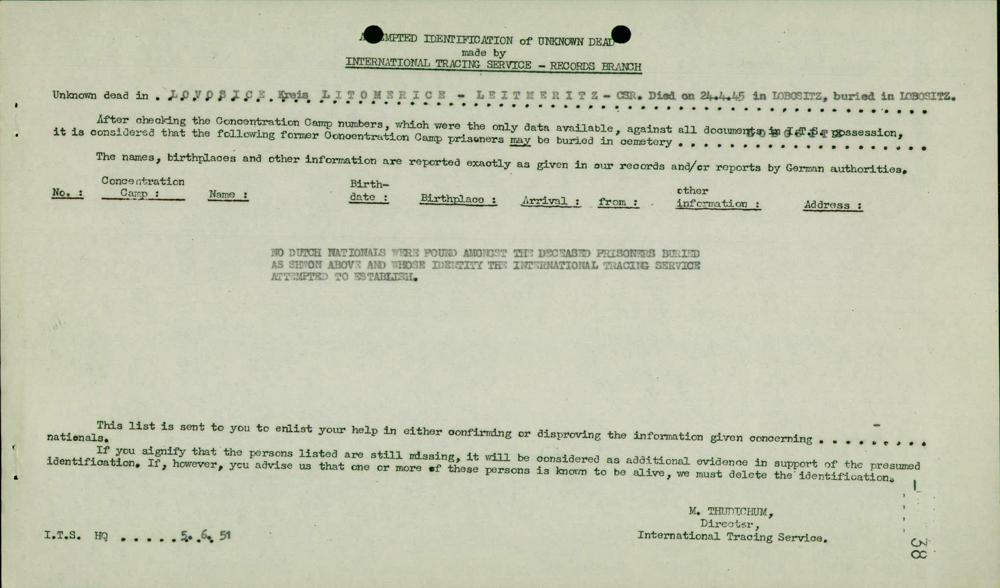 ATTEMPTED IDENTIFICATION of UNKNOWN DEAD
made by
INTERNATIONAL TRACING SERVICE - RECORDS BRANCH
Unknown dead in . LOVOSICE, Kreis LITOMERICE - LEITMERITZ - CSR. Died on 24.4.45 in LOBOSITZ, buried in LOBOSITZ.
After checking the Concentration Camp numbers, which were the only data available, against all documents in I.T.S. possession,
it is considered that the following former Concentration Camp prisoners may be buried in cemetery . . . . . . . . . . . . . . . . .
The names, birthplaces and other information are reported exactly as given in our records and/or reports by German authorities.
No. : Concentration Camp : Name : Birth-date : Birthplace : Arrival : from : other information : Address :
NO DUTCH NATIONALS WERE FOUND AMONGST THE DECEASED PRISONERS BURIED
AS SHWON ABOVE AND WHOSE IDENTITY THE INTERNATIONAL TRACING SERVICE
ATTEMPTED TO ESTABLISH.
This list is sent to you to enlist your help in either confirming or disproving the information given concerning . . . . . . . .
nationals.
If you signify that the persons listed are still missing, it will be considered as additional evidence in support of the presumed
identification. If, however, you advise us that one or more of these persons is known to be alive, we must delete the identification.
M. THUDICHUM,
Director,
International Tracing Service.
I.T.S. HQ . . . . . 5. 6. 51
38